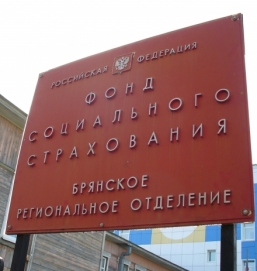 РОССИЙСКАЯ ФЕДЕРАЦИЯ
ФОНД
СОЦИАЛЬНОГО
СТРАХОВАНИЯ
БРЯНСКОЕ
РЕГИОНАЛЬНОЕ ОТДЕЛЕНИЕ